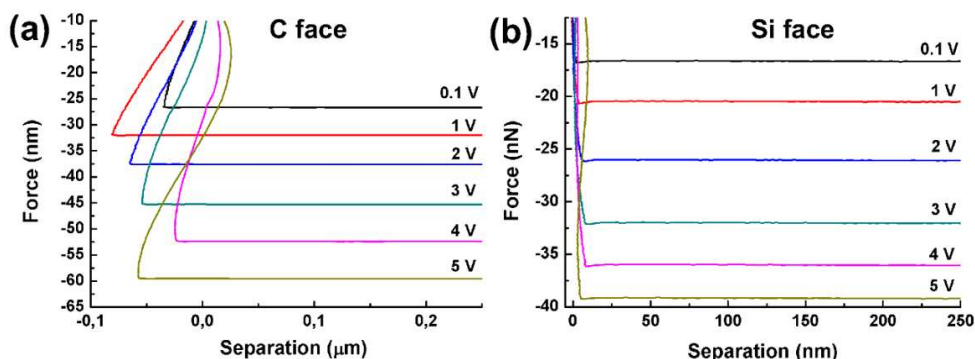 (a)
C face
-10
-15
-20
-25
-30
-35
-40
-45
-50
-55
-60
-65
Force (nm)
0.1 V
1 V
2 V
3 V
4 V
5 V
-0,1
0,0
0,1
0,2
Separation (μm)
(b)
Si face
-15
-20
-25
-30
-35
-40
Force (nN)
0.1 V
1 V
2 V
3 V
4 V
5 V
0
50
100
150
200
250
Separation (nm)